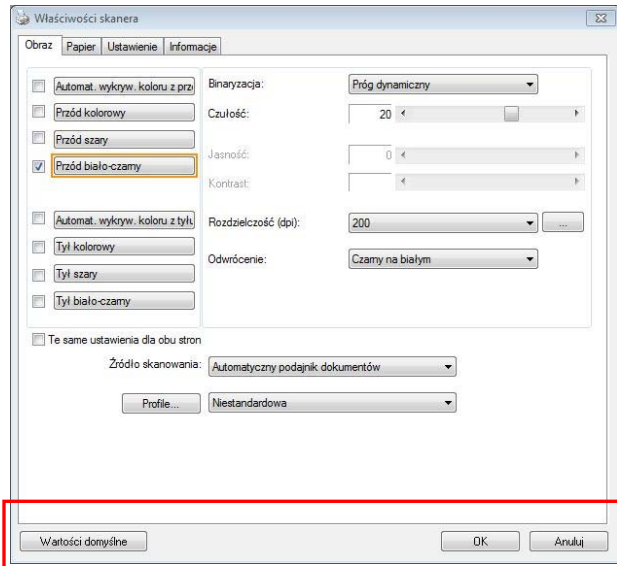 Właściwości skanera
Obraz Papier Ustawienie Informacje
Automat. wykryw. koloru z prz
Przód kolorowy
Przód szary
Przód biało-czarny
Automat. wykryw. koloru z tyłu
Tył kolorowy
Tył szary
Tył biało-czarny
Binaryzacja: Próg dynamiczny
Czułość: 20
Jasność: 0
Kontrast:
Rozdzielczość (dpi): 200 ...
Odwrócenie: Czarny na białym
Te same ustawienia dla obu stron
Źródło skanowania: Automatyczny podajnik dokumentów
Profile... Niestandardowa
Wartości domyślne OK Anuluj